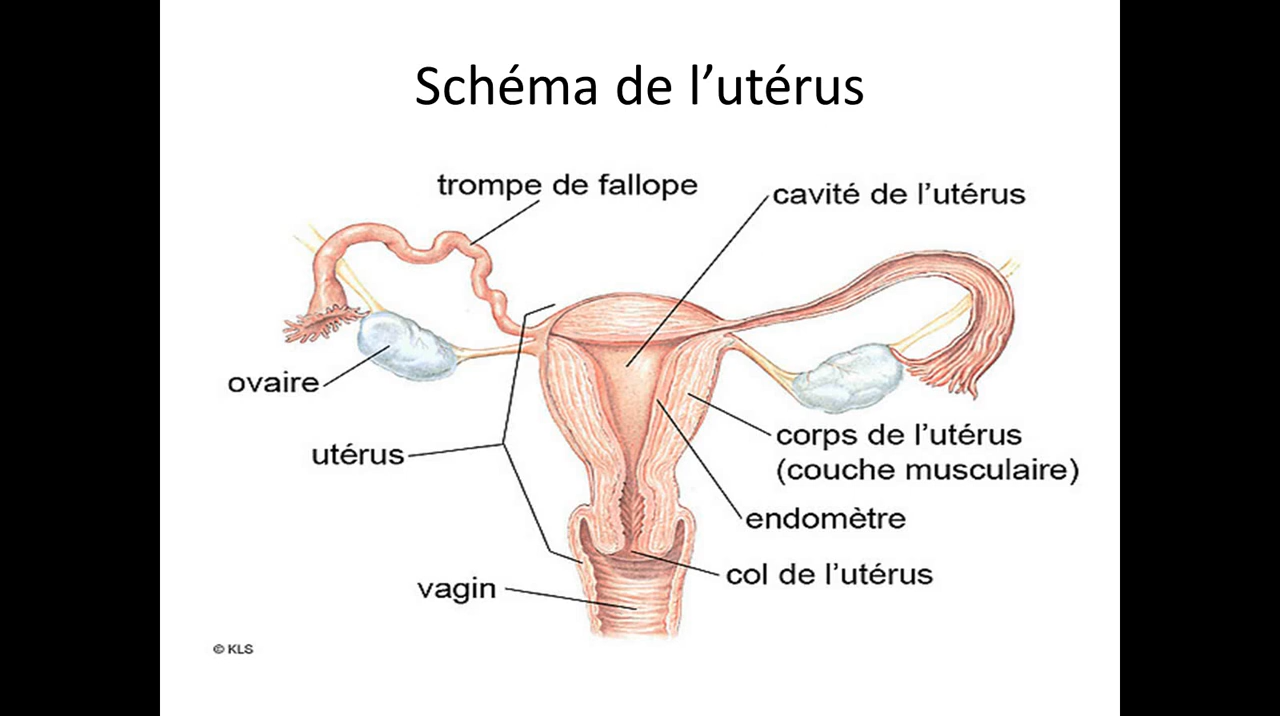 Schéma de l’utérus
trompe de fallope
cavité de l’utérus
ovaire
utérus
corps de l’utérus
(couche musculaire)
endomètre
col de l’utérus
vagin
© KLS